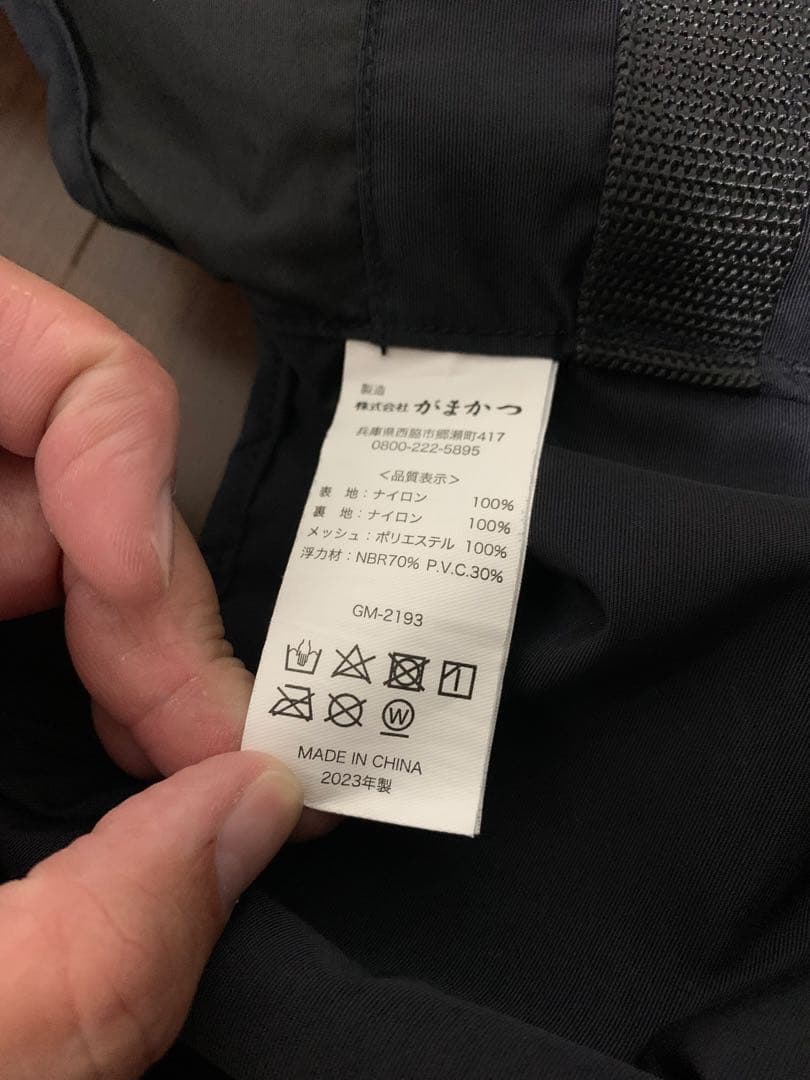 製造
株式会社 がまかつ
兵庫県西脇市郷瀬町417
0800-222-5895
＜品質表示＞
表 地：ナイロン 100%
裏 地：ナイロン 100%
メッシュ：ポリエステル 100%
浮力材：NBR70% P.V.C.30%
GM-2193
W
MADE IN CHINA
2023年製